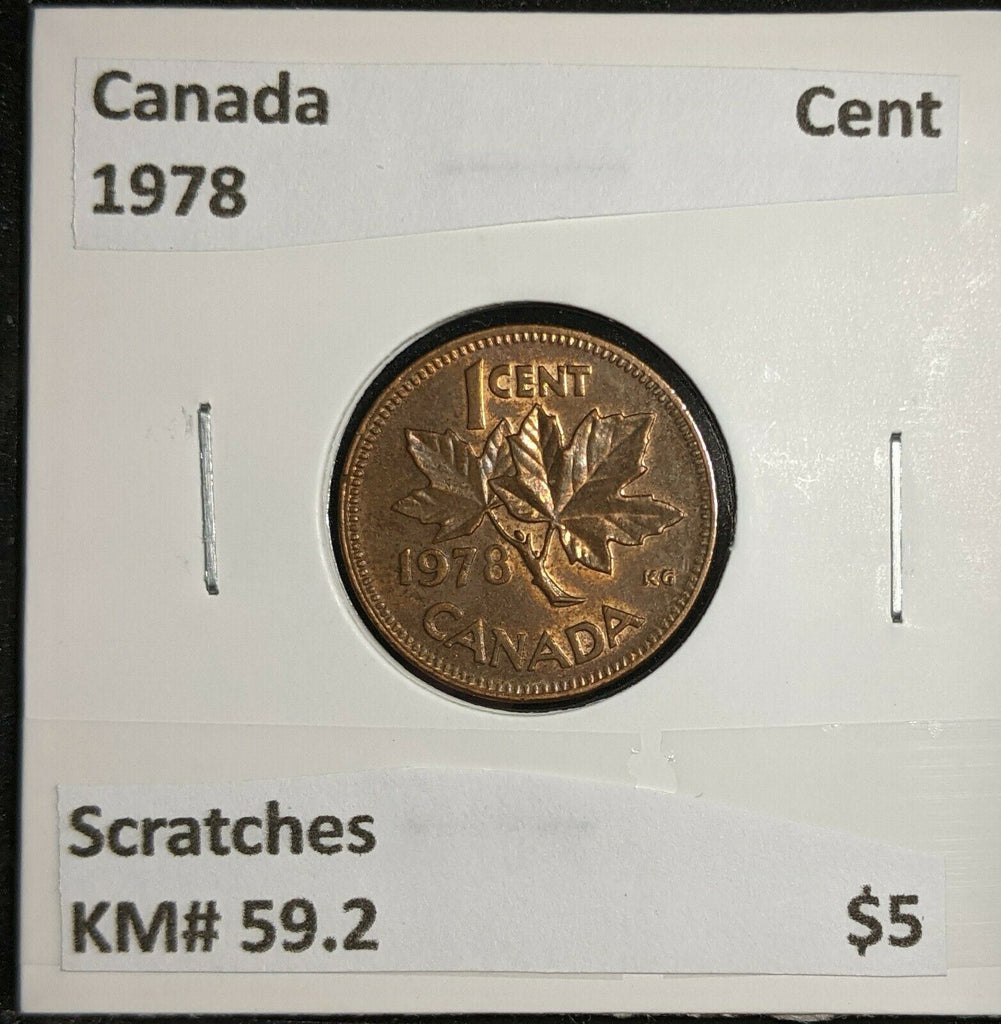 Canada Cent
1978
1 CENT
1978 KG
CANADA
Scratches
KM# 59.2 $5